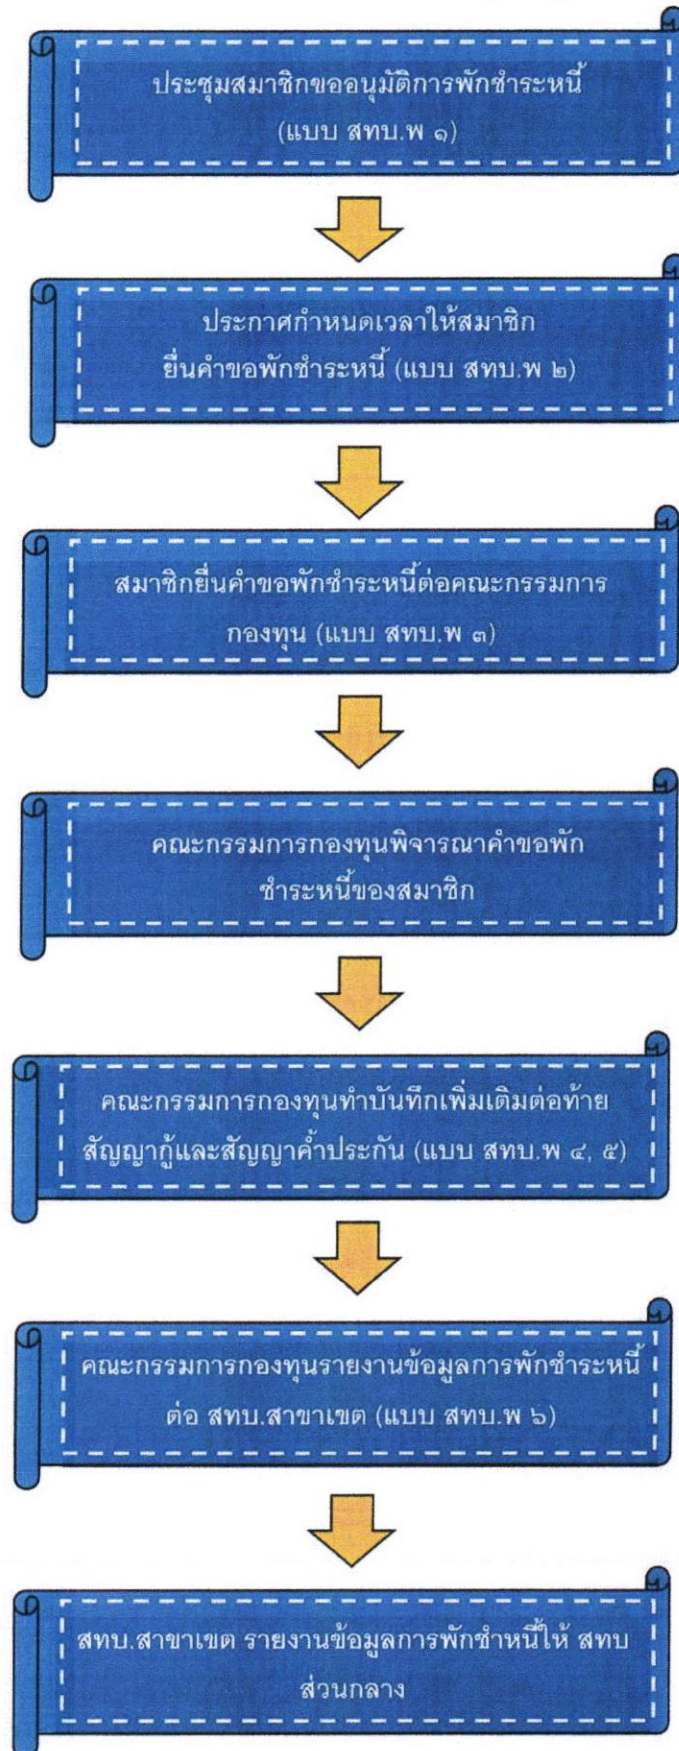 ประชุมสมาชิกขออนุมัติการพักชำระหนี้
(แบบ สทบ.พ ๑)
ประกาศกำหนดเวลาให้สมาชิก
ยื่นคำขอพักชำระหนี้ (แบบ สทบ.พ ๒)
สมาชิกยื่นคำขอพักชำระหนี้ต่อคณะกรรมการ
กองทุน (แบบ สทบ.พ ๓)
คณะกรรมการกองทุนพิจารณาคำขอพัก
ชำระหนี้ของสมาชิก
คณะกรรมการกองทุนทำบันทึกเพิ่มเติมต่อท้าย
สัญญากู้และสัญญาค้ำประกัน (แบบ สทบ.พ ๔, ๕)
คณะกรรมการกองทุนรายงานข้อมูลการพักชำระหนี้
ต่อ สทบ.สาขาเขต (แบบ สทบ.พ ๖)
สทบ.สาขาเขต รายงานข้อมูลการพักชำหนี้ให้ สทบ
ส่วนกลาง